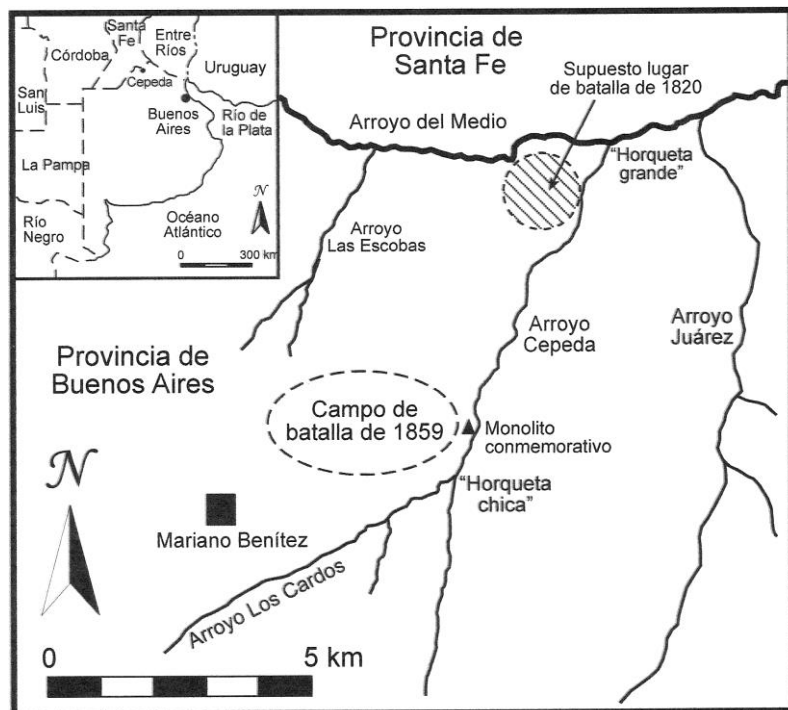 Santa
Fe
Entre
Ríos
Córdoba
Cepeda
Uruguay
San
Luis
Buenos
Aires
Río de
la Plata
La Pampa
Río
Negro
Océano
Atlántico
N
0 300 km
Provincia de
Santa Fe
Supuesto lugar
de batalla de 1820
Arroyo del Medio
"Horqueta
grande"
Arroyo
Las Escobas
Arroyo
Cepeda
Arroyo
Juárez
Provincia de
Buenos Aires
Campo de
batalla de 1859
Monolito
conmemorativo
"Horqueta
chica"
N
Mariano Benítez
Arroyo Los Cardos
0 5 km